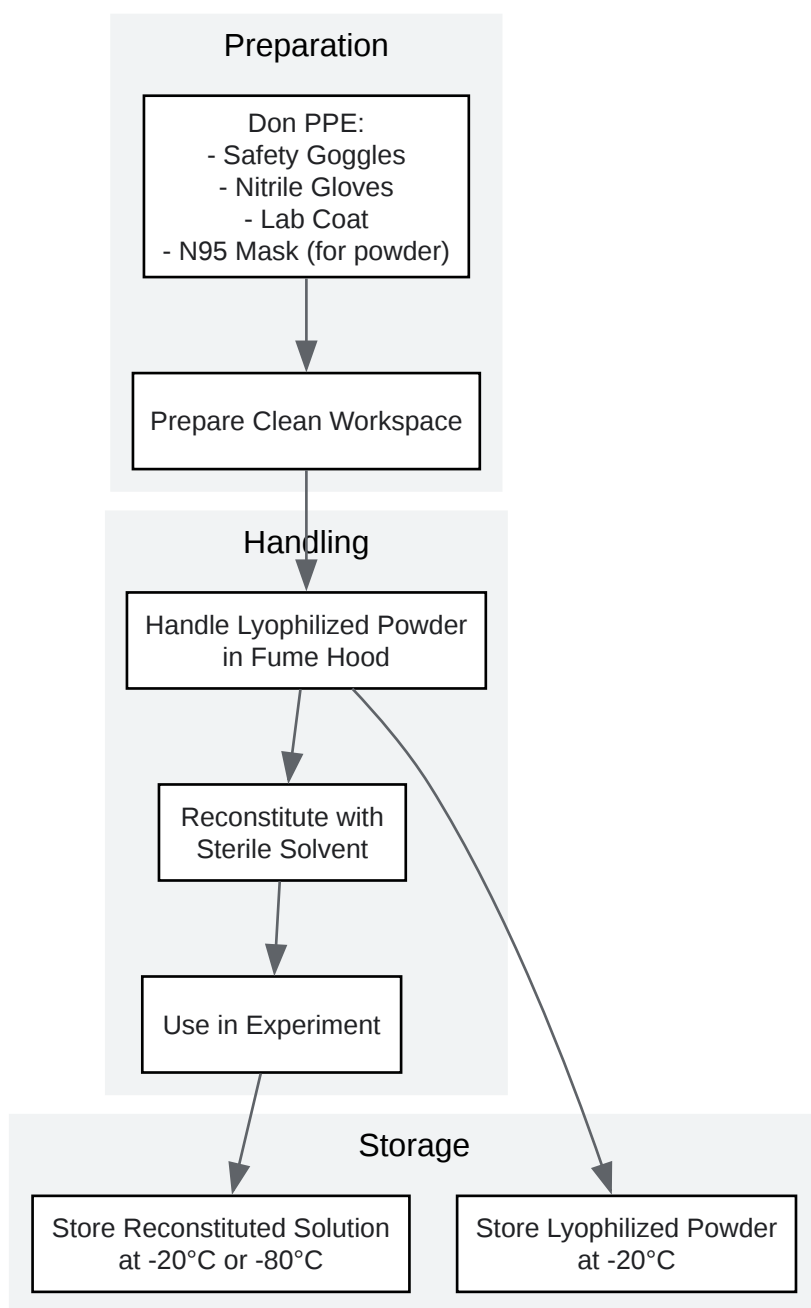 Preparation
Don PPE:
- Safety Goggles
- Nitrile Gloves
- Lab Coat
- N95 Mask (for powder)
Prepare Clean Workspace
Handling
Handle Lyophilized Powder
in Fume Hood
Reconstitute with
Sterile Solvent
Use in Experiment
Storage
Store Reconstituted Solution
at -20°C or -80°C
Store Lyophilized Powder
at -20°C